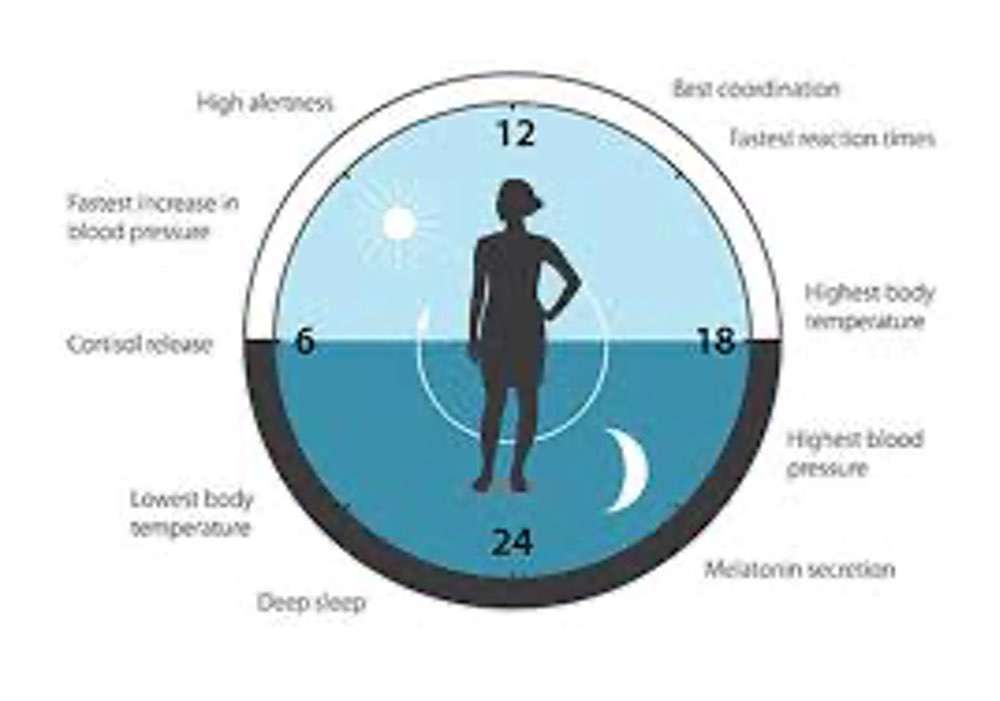 High alertness
Best coordination
12
Fastest reaction times
Fastest increase in
blood pressure
Highest body
temperature
Cortisol release
6
18
Highest blood
pressure
Lowest body
temperature
24
Melatonin secretion
Deep sleep